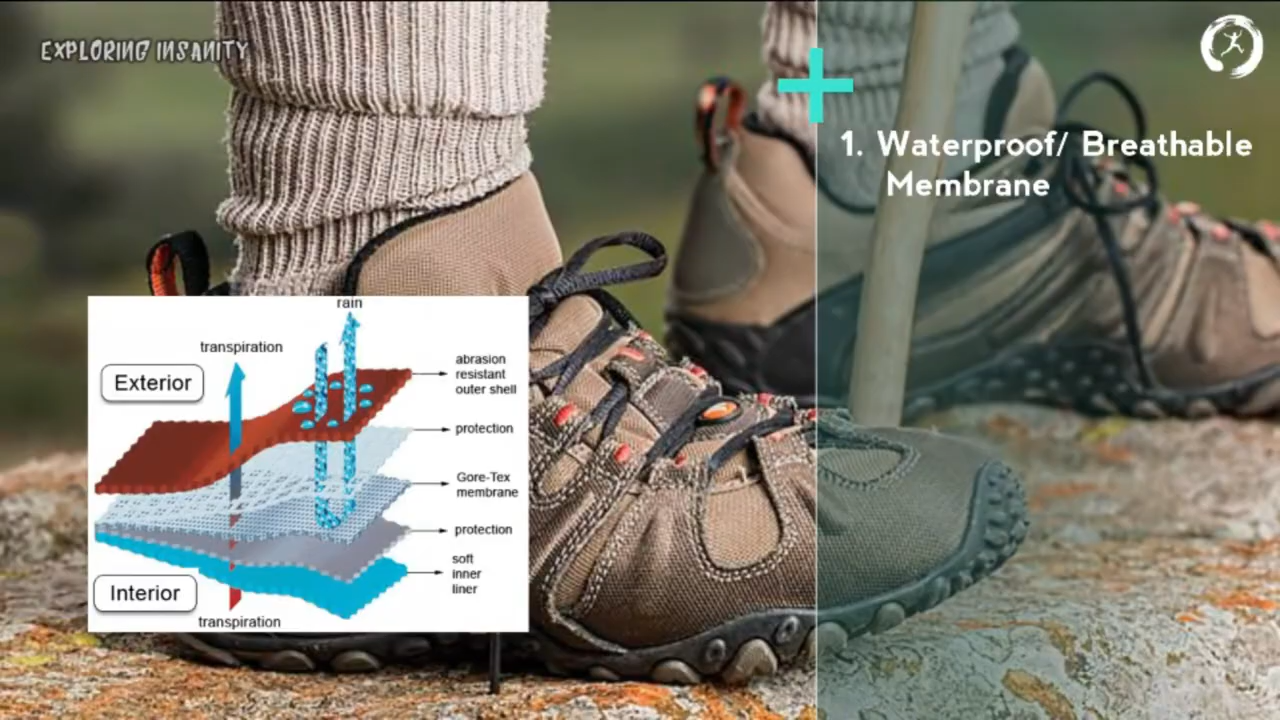 EXPLORING INSANITY
1. Waterproof/ Breathable
Membrane
rain
transpiration
Exterior
abrasion
resistant
outer shell
protection
Gore-Tex
membrane
protection
soft
inner
liner
Interior
transpiration